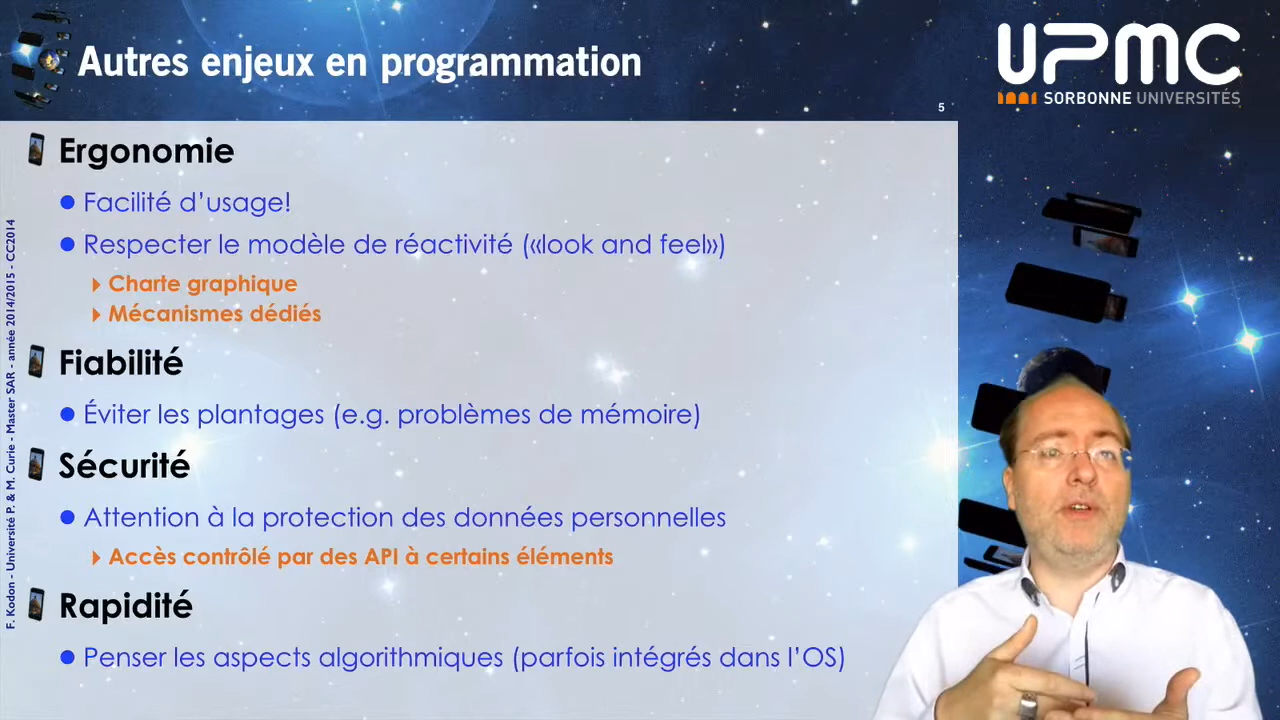 Autres enjeux en programmation
UPMC
SORBONNE UNIVERSITÉS
5
Ergonomie
Facilité d’usage!
Respecter le modèle de réactivité («look and feel»)
Charte graphique
Mécanismes dédiés
Fiabilité
Éviter les plantages (e.g. problèmes de mémoire)
Sécurité
Attention à la protection des données personnelles
Accès contrôlé par des API à certains éléments
Rapidité
Penser les aspects algorithmiques (parfois intégrés dans l’OS)
F. Kodon - Université P. & M. Curie - Master SAR - année 2014/2015 - CC2014